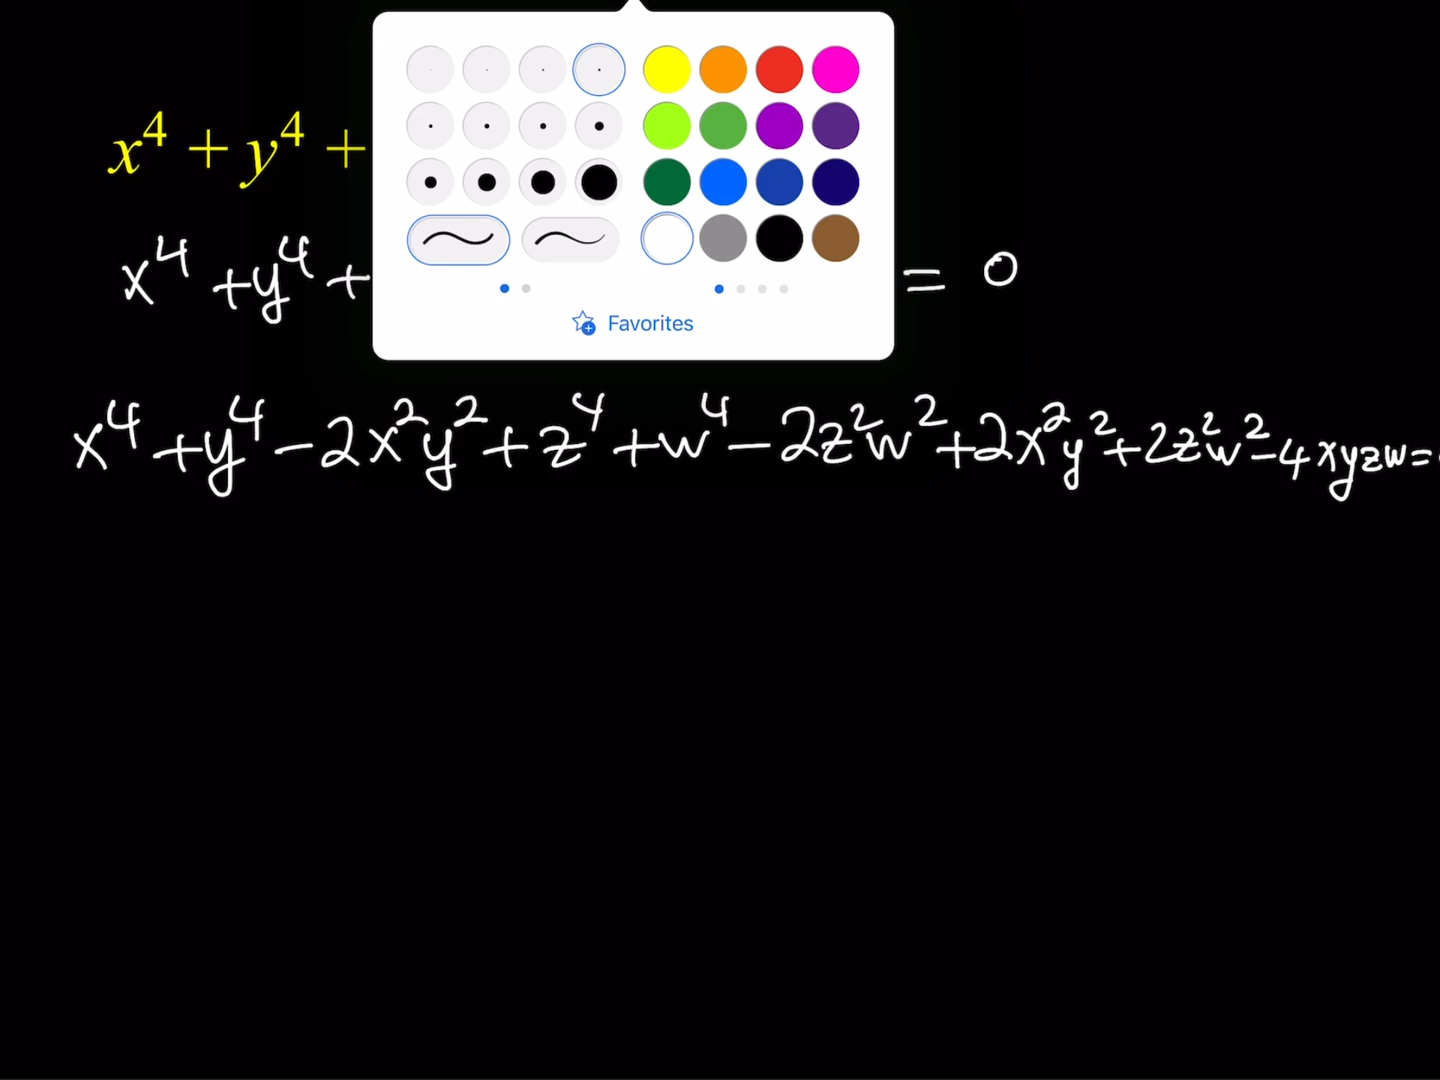 x⁴ + y⁴ +
x⁴ + y⁴ + = 0
Favorites
x⁴ + y⁴ - 2x²y² + z⁴ + w⁴ - 2z²w² + 2x²y² + 2z²w² - 4xyzw =